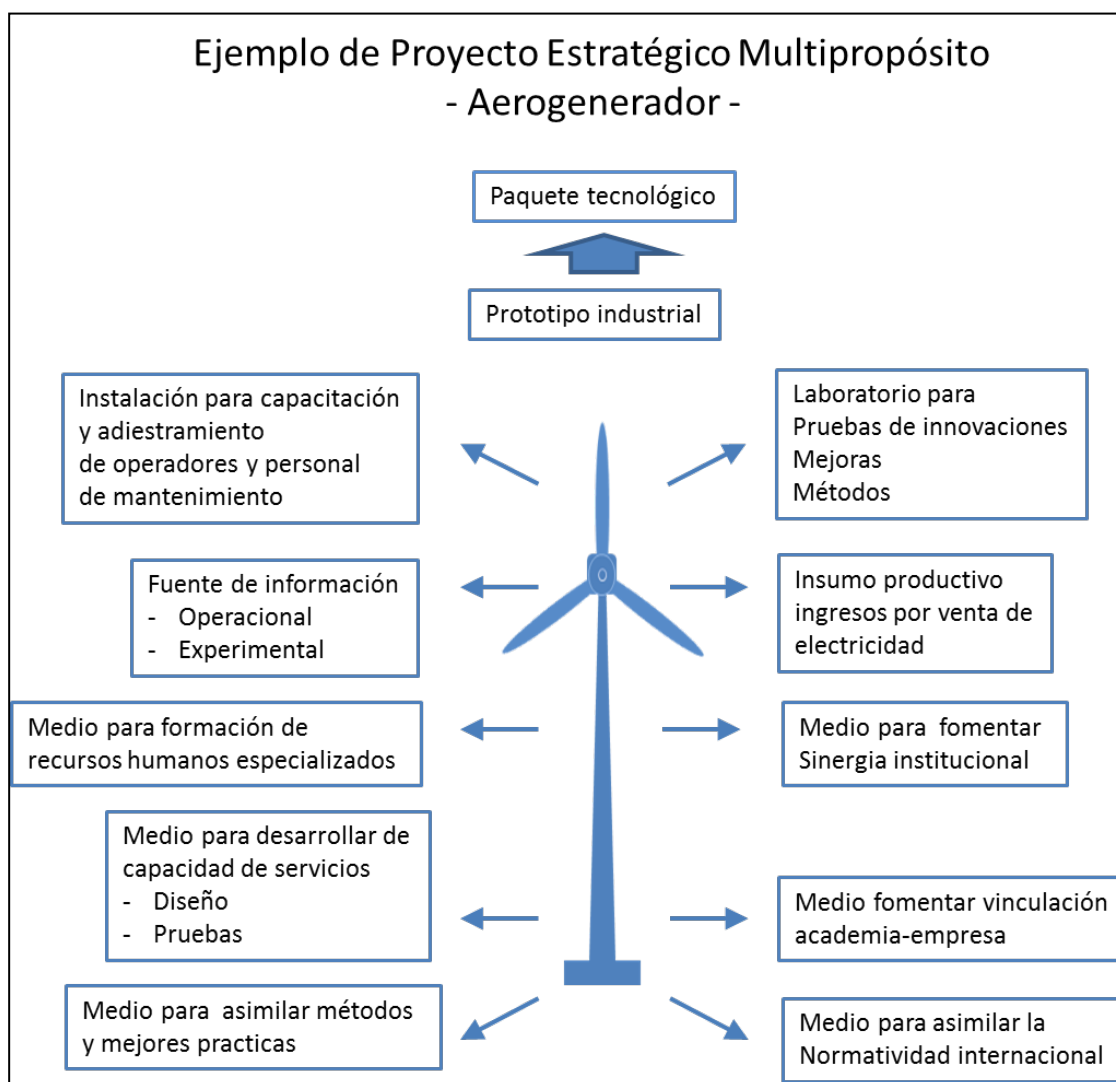 Ejemplo de Proyecto Estratégico Multipropósito
- Aerogenerador -
Paquete tecnológico
Prototipo industrial
Instalación para capacitación
y adiestramiento
de operadores y personal
de mantenimiento
Laboratorio para
Pruebas de innovaciones
Mejoras
Métodos
Fuente de información
- Operacional
- Experimental
Insumo productivo
ingresos por venta de
electricidad
Medio para formación de
recursos humanos especializados
Medio para fomentar
Sinergia institucional
Medio para desarrollar de
capacidad de servicios
- Diseño
- Pruebas
Medio fomentar vinculación
academia-empresa
Medio para asimilar métodos
y mejores practicas
Medio para asimilar la
Normatividad internacional